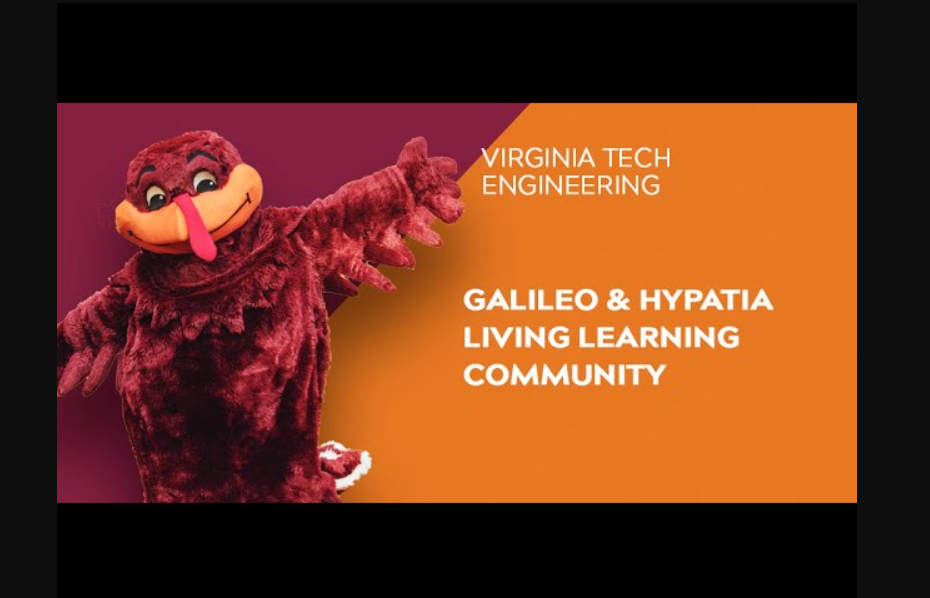 VIRGINIA TECH
ENGINEERING
GALILEO & HYPATIA
LIVING LEARNING
COMMUNITY